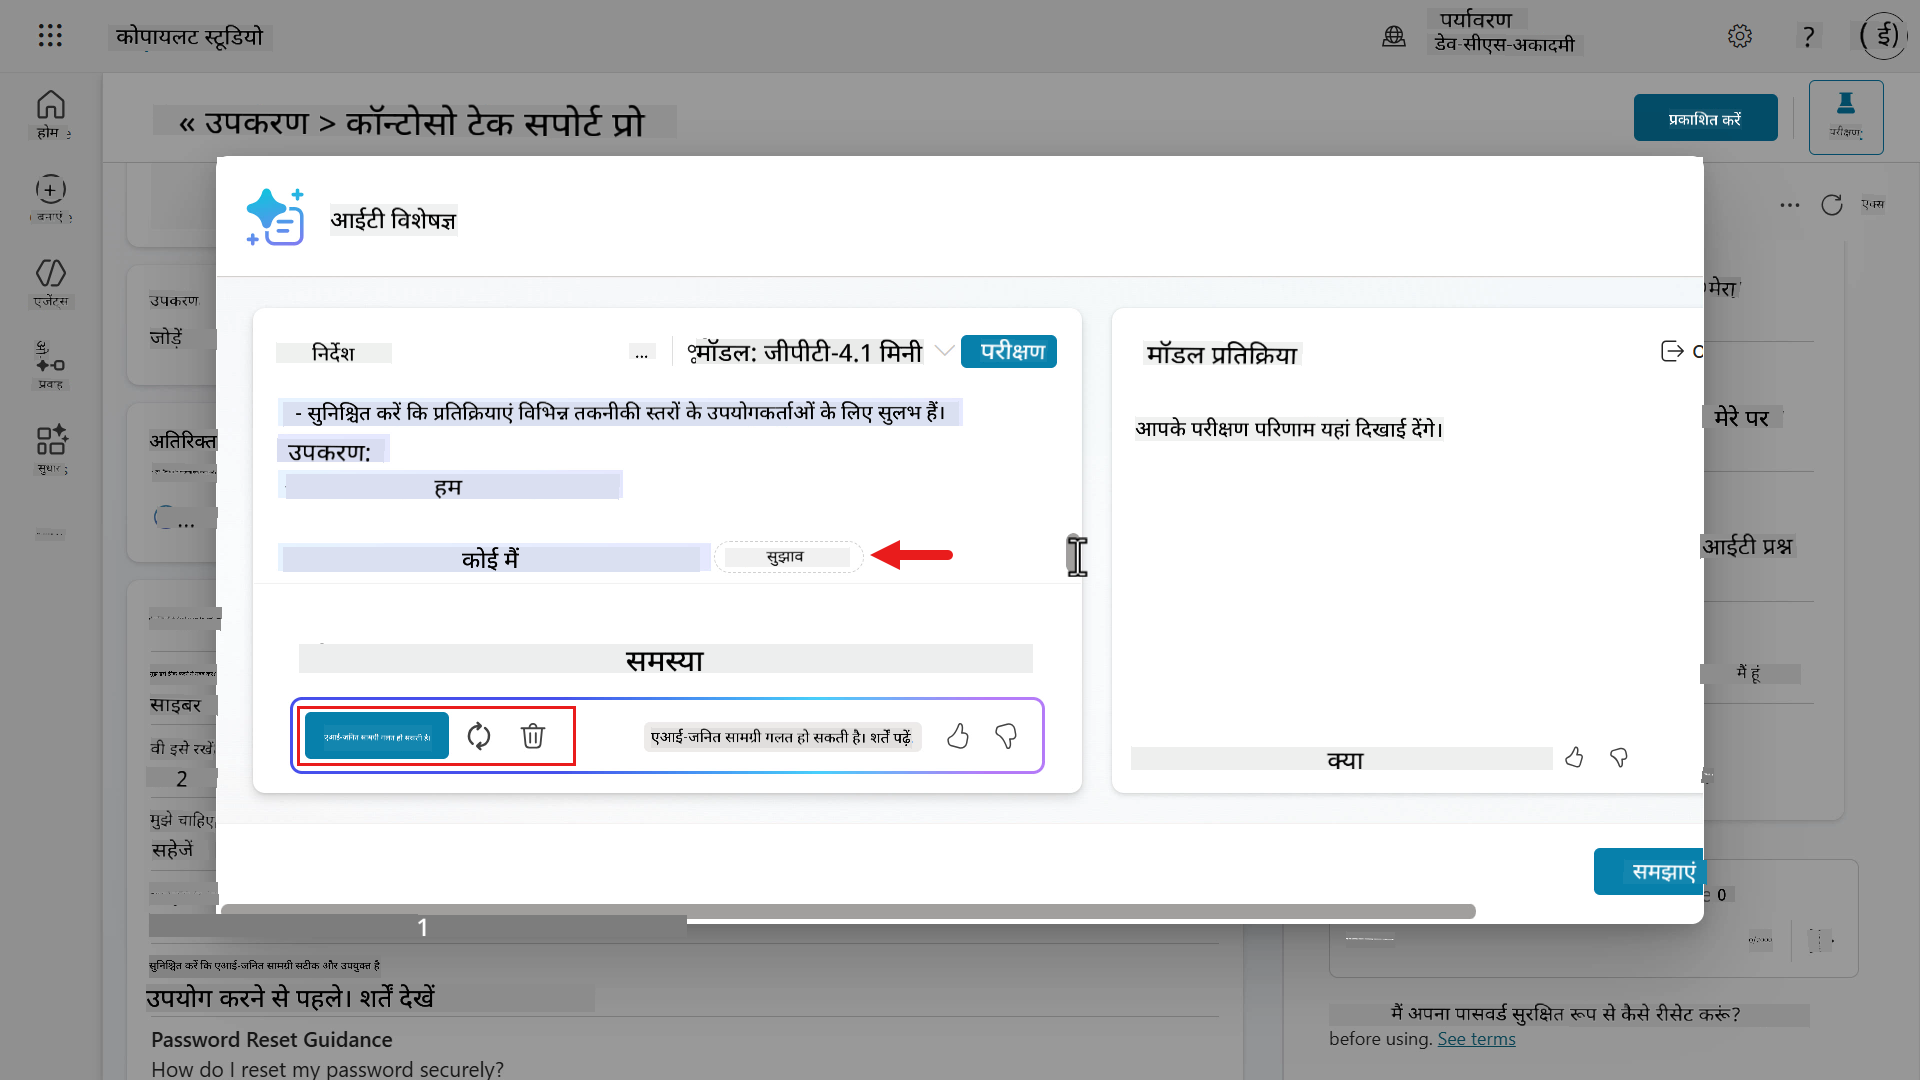 कोपायलट स्टूडियो
पर्यावरण
डेव-सीएस-अकादमी
?
( ई)
होम
« उपकरण > कॉन्टोसो टेक सपोर्ट प्रो
प्रकाशित करें
परीक्षण
बनाएं
एजेंट्स
प्रवाह
सुधार
एक्स
उपकरण
जोड़ें
अतिरिक्त
...
साइबर
वी इसे रखें
2
मुझे चाहिए
सहेजें
आईटी विशेषज्ञ
निर्देश
...
मॉडल: जीपीटी-4.1 मिनी
परीक्षण
- सुनिश्चित करें कि प्रतिक्रियाएं विभिन्न तकनीकी स्तरों के उपयोगकर्ताओं के लिए सुलभ हैं।
उपकरण:
हम
कोई मैं
सुझाव
समस्या
एआई-जनित सामग्री गलत हो सकती है।
एआई-जनित सामग्री गलत हो सकती है। शर्तें पढ़ें
मॉडल प्रतिक्रिया
आपके परीक्षण परिणाम यहां दिखाई देंगे।
क्या
समझाएं
मेरा
मेरे पर
आईटी प्रश्न
मैं हूं
1
सुनिश्चित करें कि एआई-जनित सामग्री सटीक और उपयुक्त है
उपयोग करने से पहले। शर्तें देखें
Password Reset Guidance
How do I reset my password securely?
0
मैं अपना पासवर्ड सुरक्षित रूप से कैसे रीसेट करूं?
before using. See terms